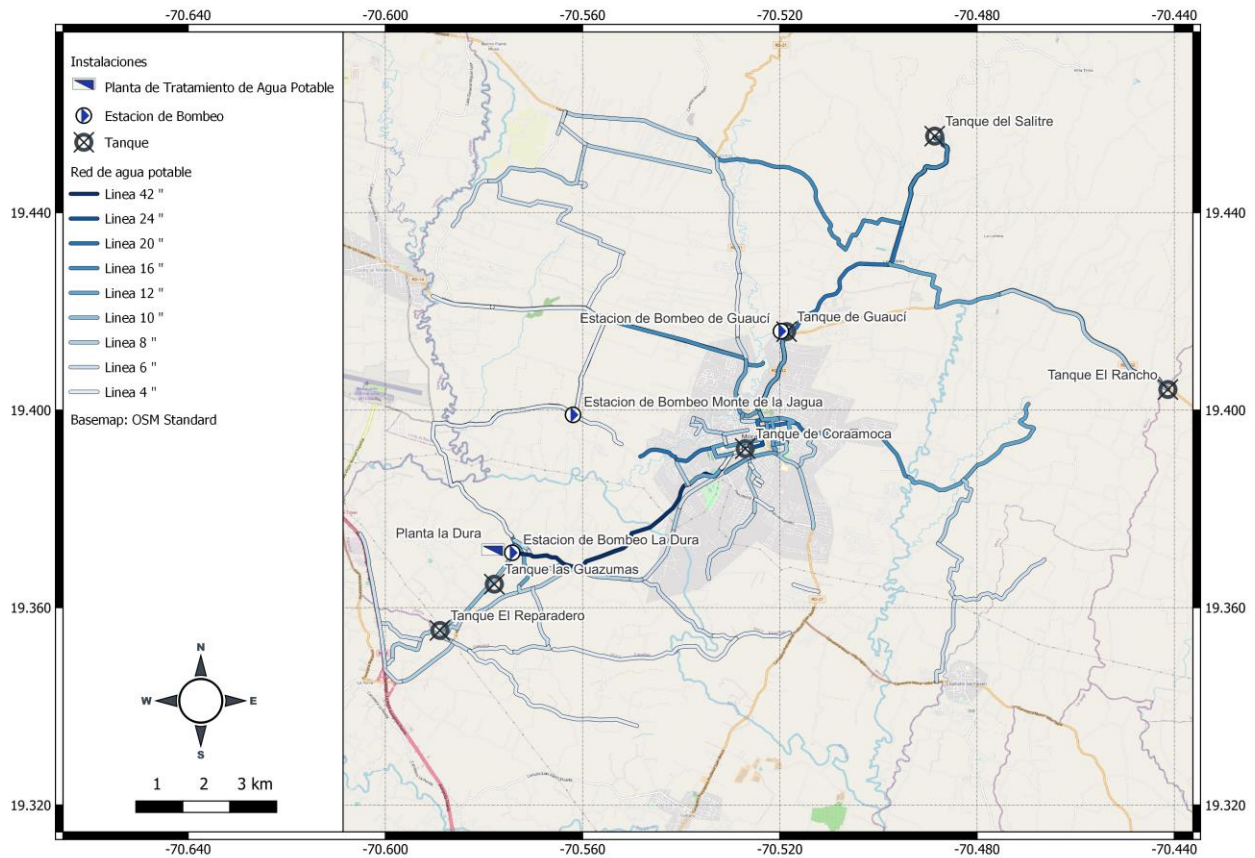 -70.640
-70.600
-70.560
-70.520
-70.480
-70.440
Instalaciones
Planta de Tratamiento de Agua Potable
Estacion de Bombeo
Tanque
Red de agua potable
Linea 42 "
Linea 24 "
Linea 20 "
Linea 16 "
Linea 12 "
Linea 10 "
Linea 8 "
Linea 6 "
Linea 4 "
Basemap: OSM Standard
Tanque del Salitre
19.440
19.440
Estacion de Bombeo de Guaucí
Tanque de Guaucí
Tanque El Rancho
19.400
19.400
Estacion de Bombeo Monte de la Jagua
Tanque de Coraamoca
Planta la Dura
Estacion de Bombeo La Dura
Tanque las Guazumas
19.360
19.360
Tanque El Reparadero
N
W
E
S
1 2 3 km
19.320
19.320
-70.640
-70.600
-70.560
-70.520
-70.480
-70.440